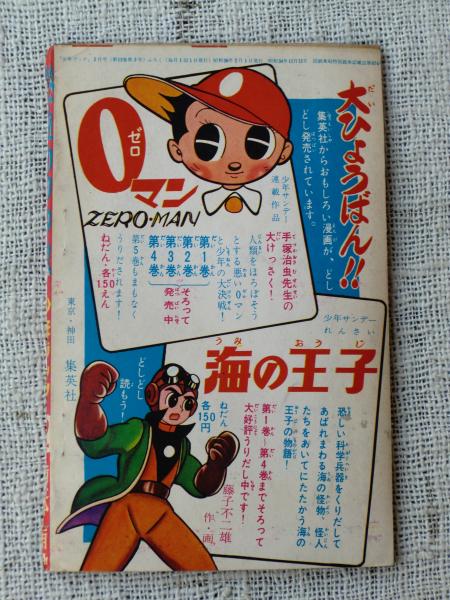 大ひょうばん!!
集英社からおもしろい漫画が、どし
どし発売されています。
少年サンデー
連載作品
0マン
ゼロ
ZERO・MAN
手塚治虫先生の
大けっさく!
人類をほろぼそう
とする悪い0マン
と少年の大決戦!
第1巻
第2巻
第3巻
第4巻
そろって
発売中
第5巻もまもなく
うりだされます!
ねだん・各150えん
東京・神田 集英社
少年サンデー
れんさい
海の王子
恐しい科学兵器をくりだして
あばれまわる海の怪物、怪人
たちをあいてにたたかう海の
王子の物語!
第1巻〜第4巻までそろって
大好評うりだし中です!
ねだん
各150円
藤子不二雄
作・画
どしどし
読もう!